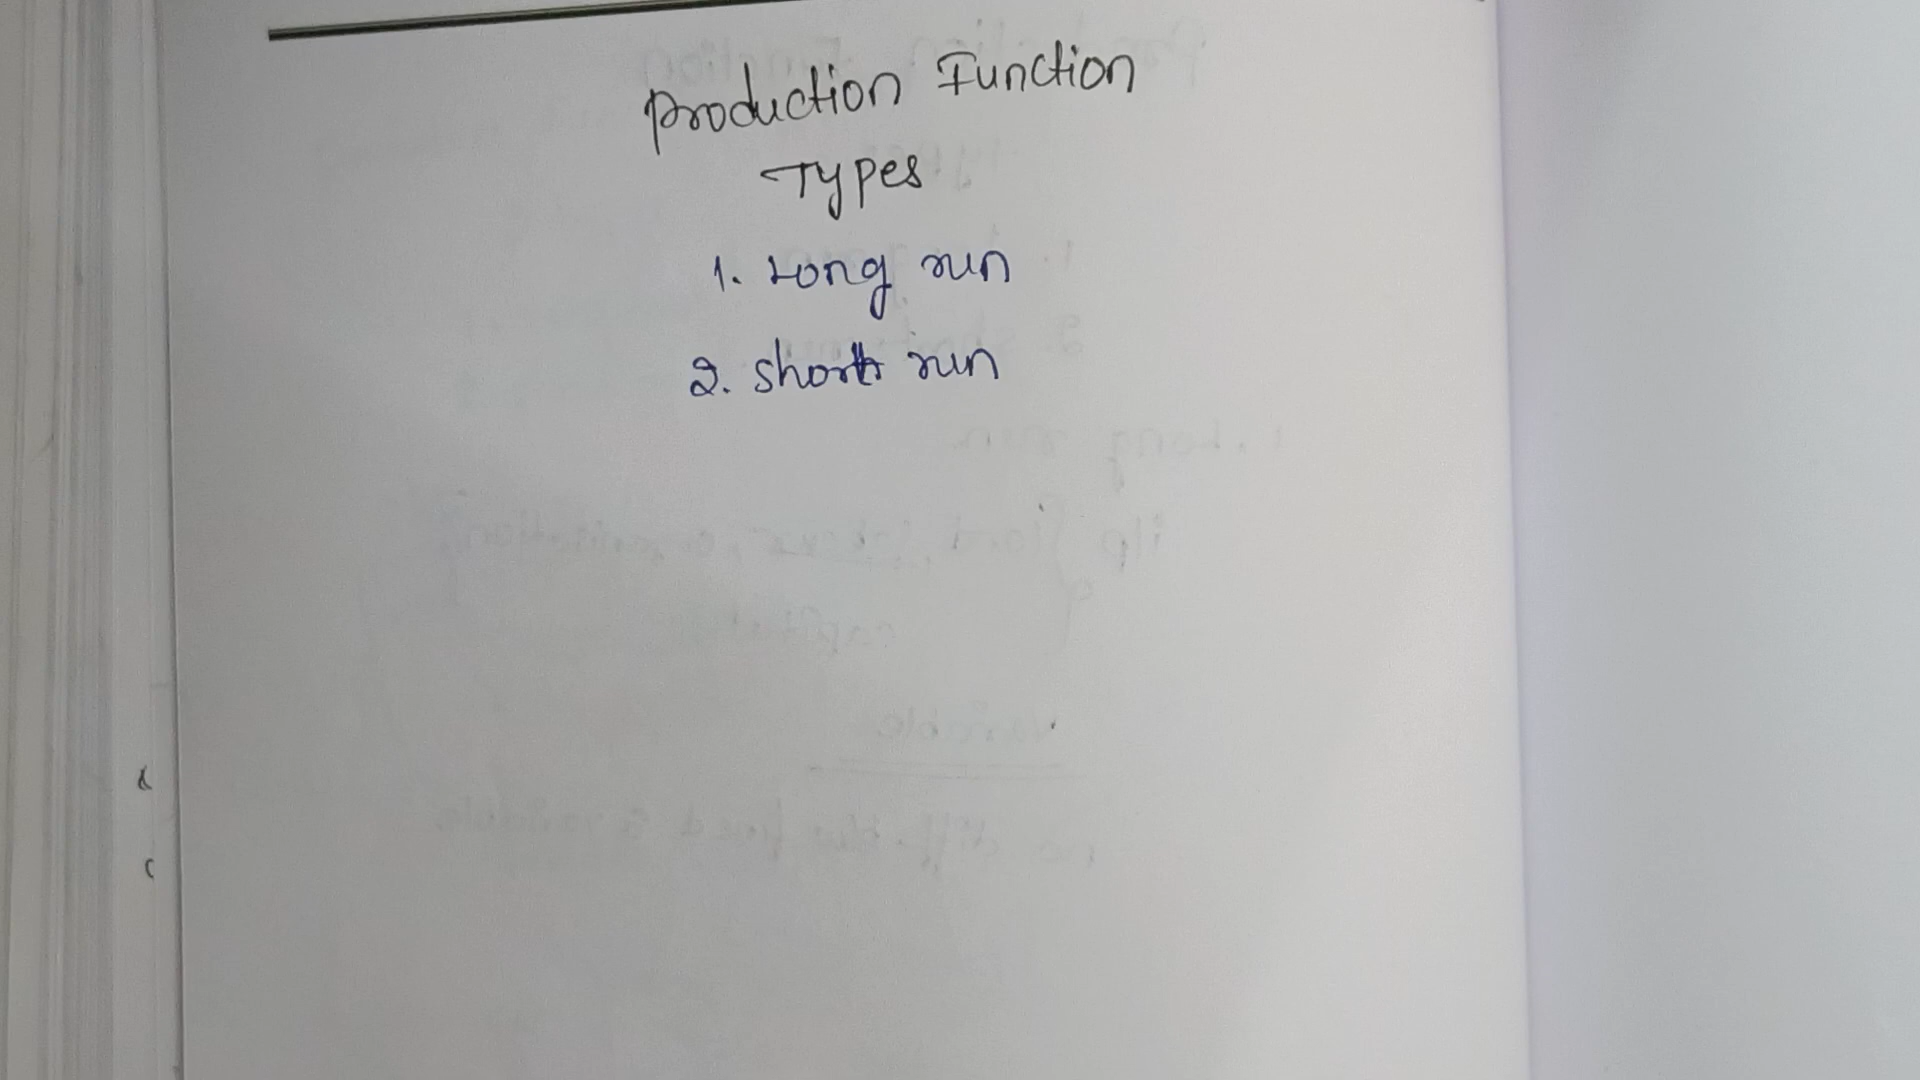 Production Function
Types
1. Long run
2. short run